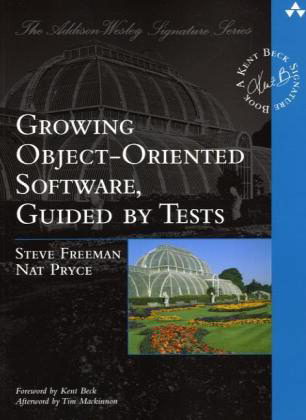 The Addison-Wesley Signature Series
A KENT BECK SIGNATURE BOOK
Kent B
GROWING
OBJECT-ORIENTED
SOFTWARE,
GUIDED BY TESTS
STEVE FREEMAN
NAT PRYCE
Foreword by Kent Beck
Afterword by Tim Mackinnon